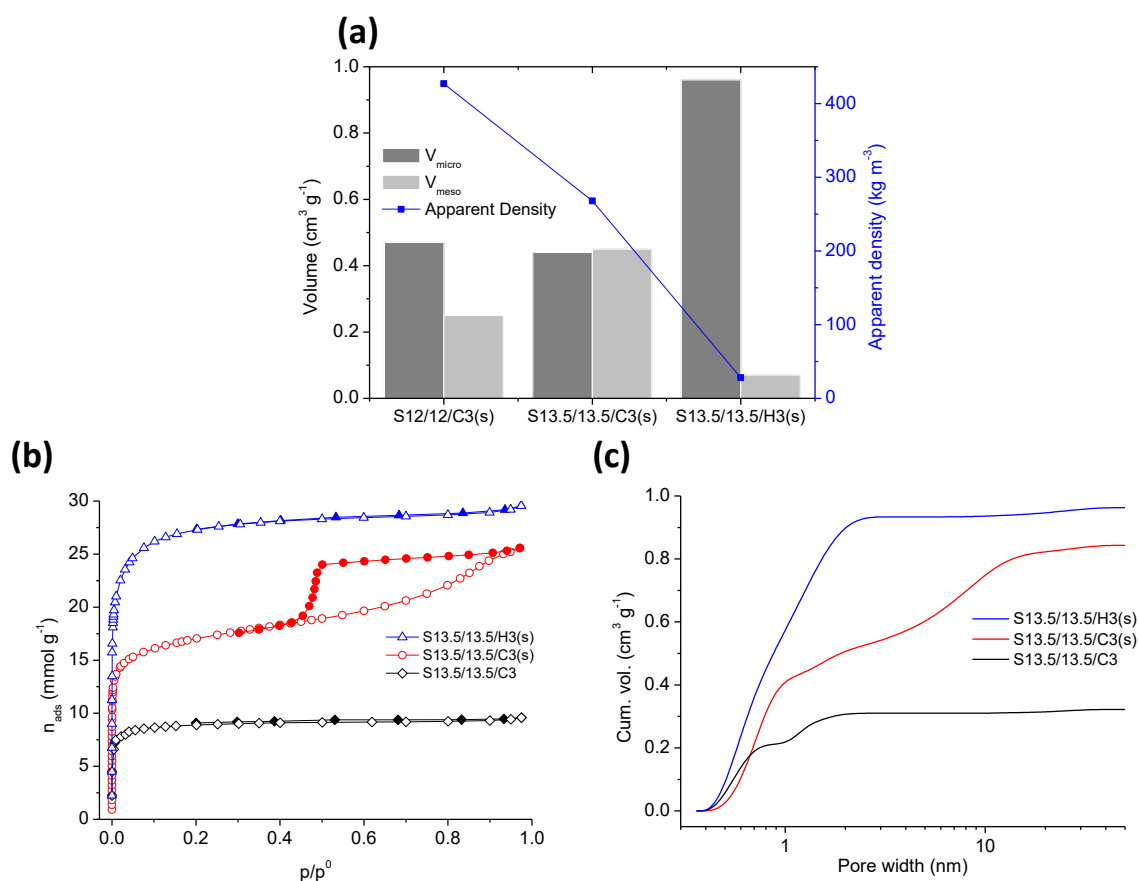 (a)
1.0
0.8
0.6
0.4
0.2
0.0
Volume (cm³ g⁻¹)
V_micro
V_meso
Apparent Density
400
300
200
100
0
Apparent density (kg m⁻³)
S12/12/C3(s)
S13.5/13.5/C3(s)
S13.5/13.5/H3(s)
(b)
30
25
20
15
10
5
0
n_ads (mmol g⁻¹)
S13.5/13.5/H3(s)
S13.5/13.5/C3(s)
S13.5/13.5/C3
0.0 0.2 0.4 0.6 0.8 1.0
p/p⁰
(c)
1.0
0.8
0.6
0.4
0.2
0.0
Cum. vol. (cm³ g⁻¹)
S13.5/13.5/H3(s)
S13.5/13.5/C3(s)
S13.5/13.5/C3
1 10
Pore width (nm)